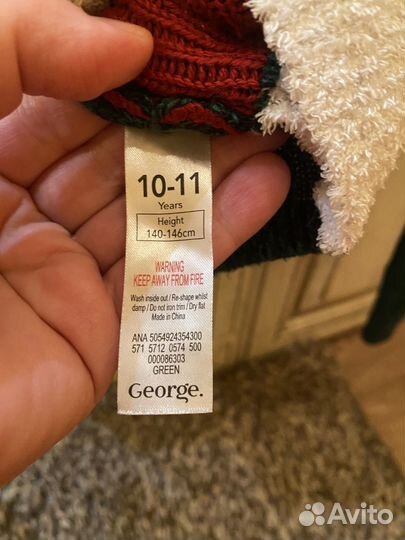 10-11
Years
Height
140-146cm
WARNING
KEEP AWAY FROM FIRE
Wash inside out / Re-shape whilst
damp / Do not iron trim / Dry flat
Made in China
ANA 5054924354300
571 5712 0574 500
000086303
GREEN
George.
Avito